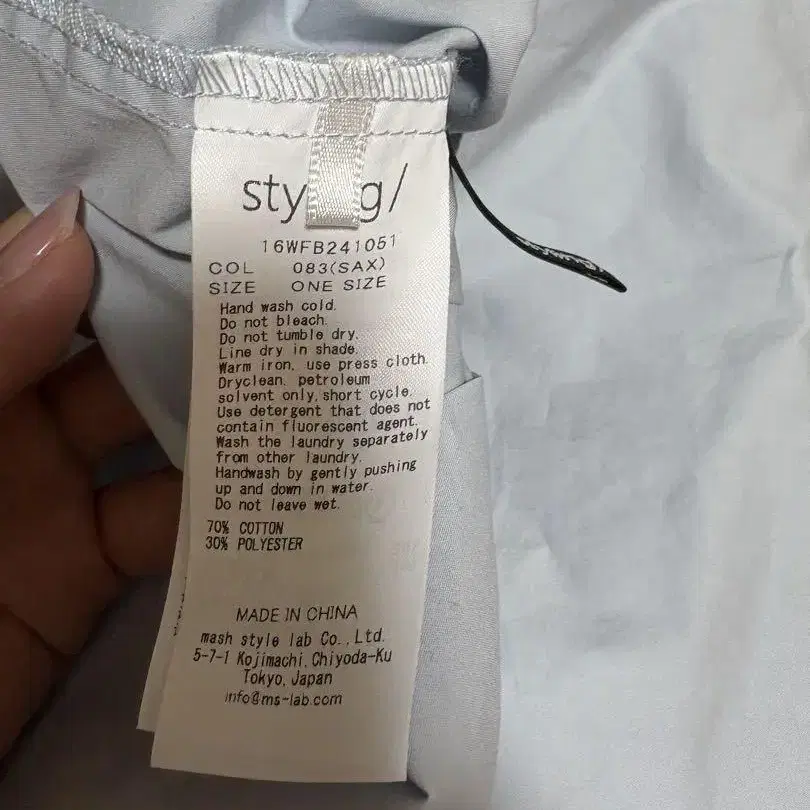 sty g/
16WFB241051
COL 083(SAX)
SIZE ONE SIZE
Hand wash cold.
Do not bleach.
Do not tumble dry.
Line dry in shade.
Warm iron, use press cloth.
Dryclean, petroleum
solvent only, short cycle.
Use detergent that does not
contain fluorescent agent.
Wash the laundry separately
from other laundry.
Handwash by gently pushing
up and down in water.
Do not leave wet.
70% COTTON
30% POLYESTER
MADE IN CHINA
mash style lab Co.,Ltd.
5-7-1 Kojimachi,Chiyoda-Ku
Tokyo,Japan
info@ms-lab.com